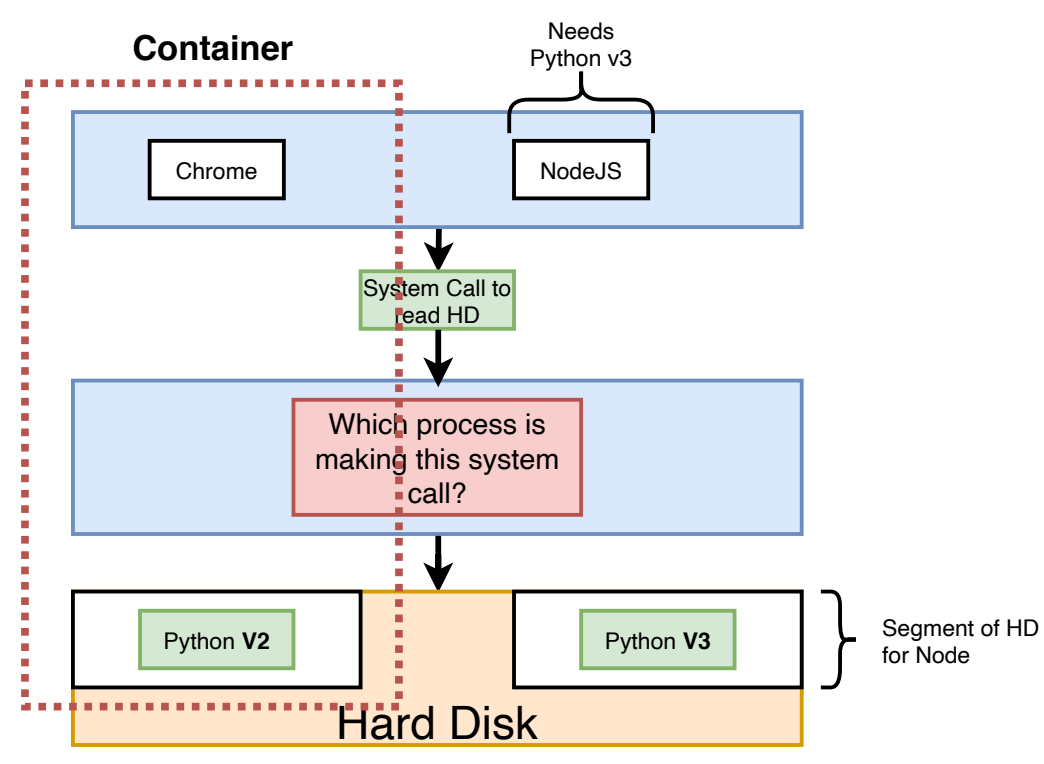 Container
Needs
Python v3
Chrome
NodeJS
System Call to
read HD
Which process is
making this system
call?
Python V2
Python V3
Segment of HD
for Node
Hard Disk